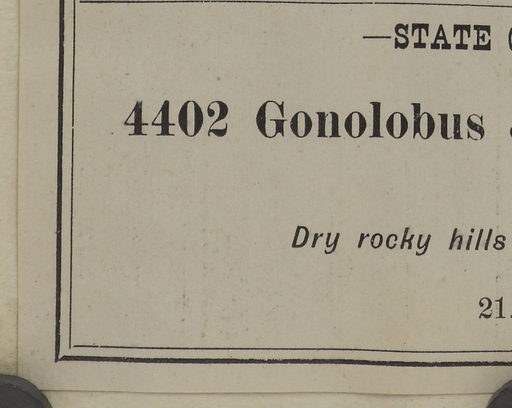 —STATE
4402 Gonolobus
Dry rocky hills
21.